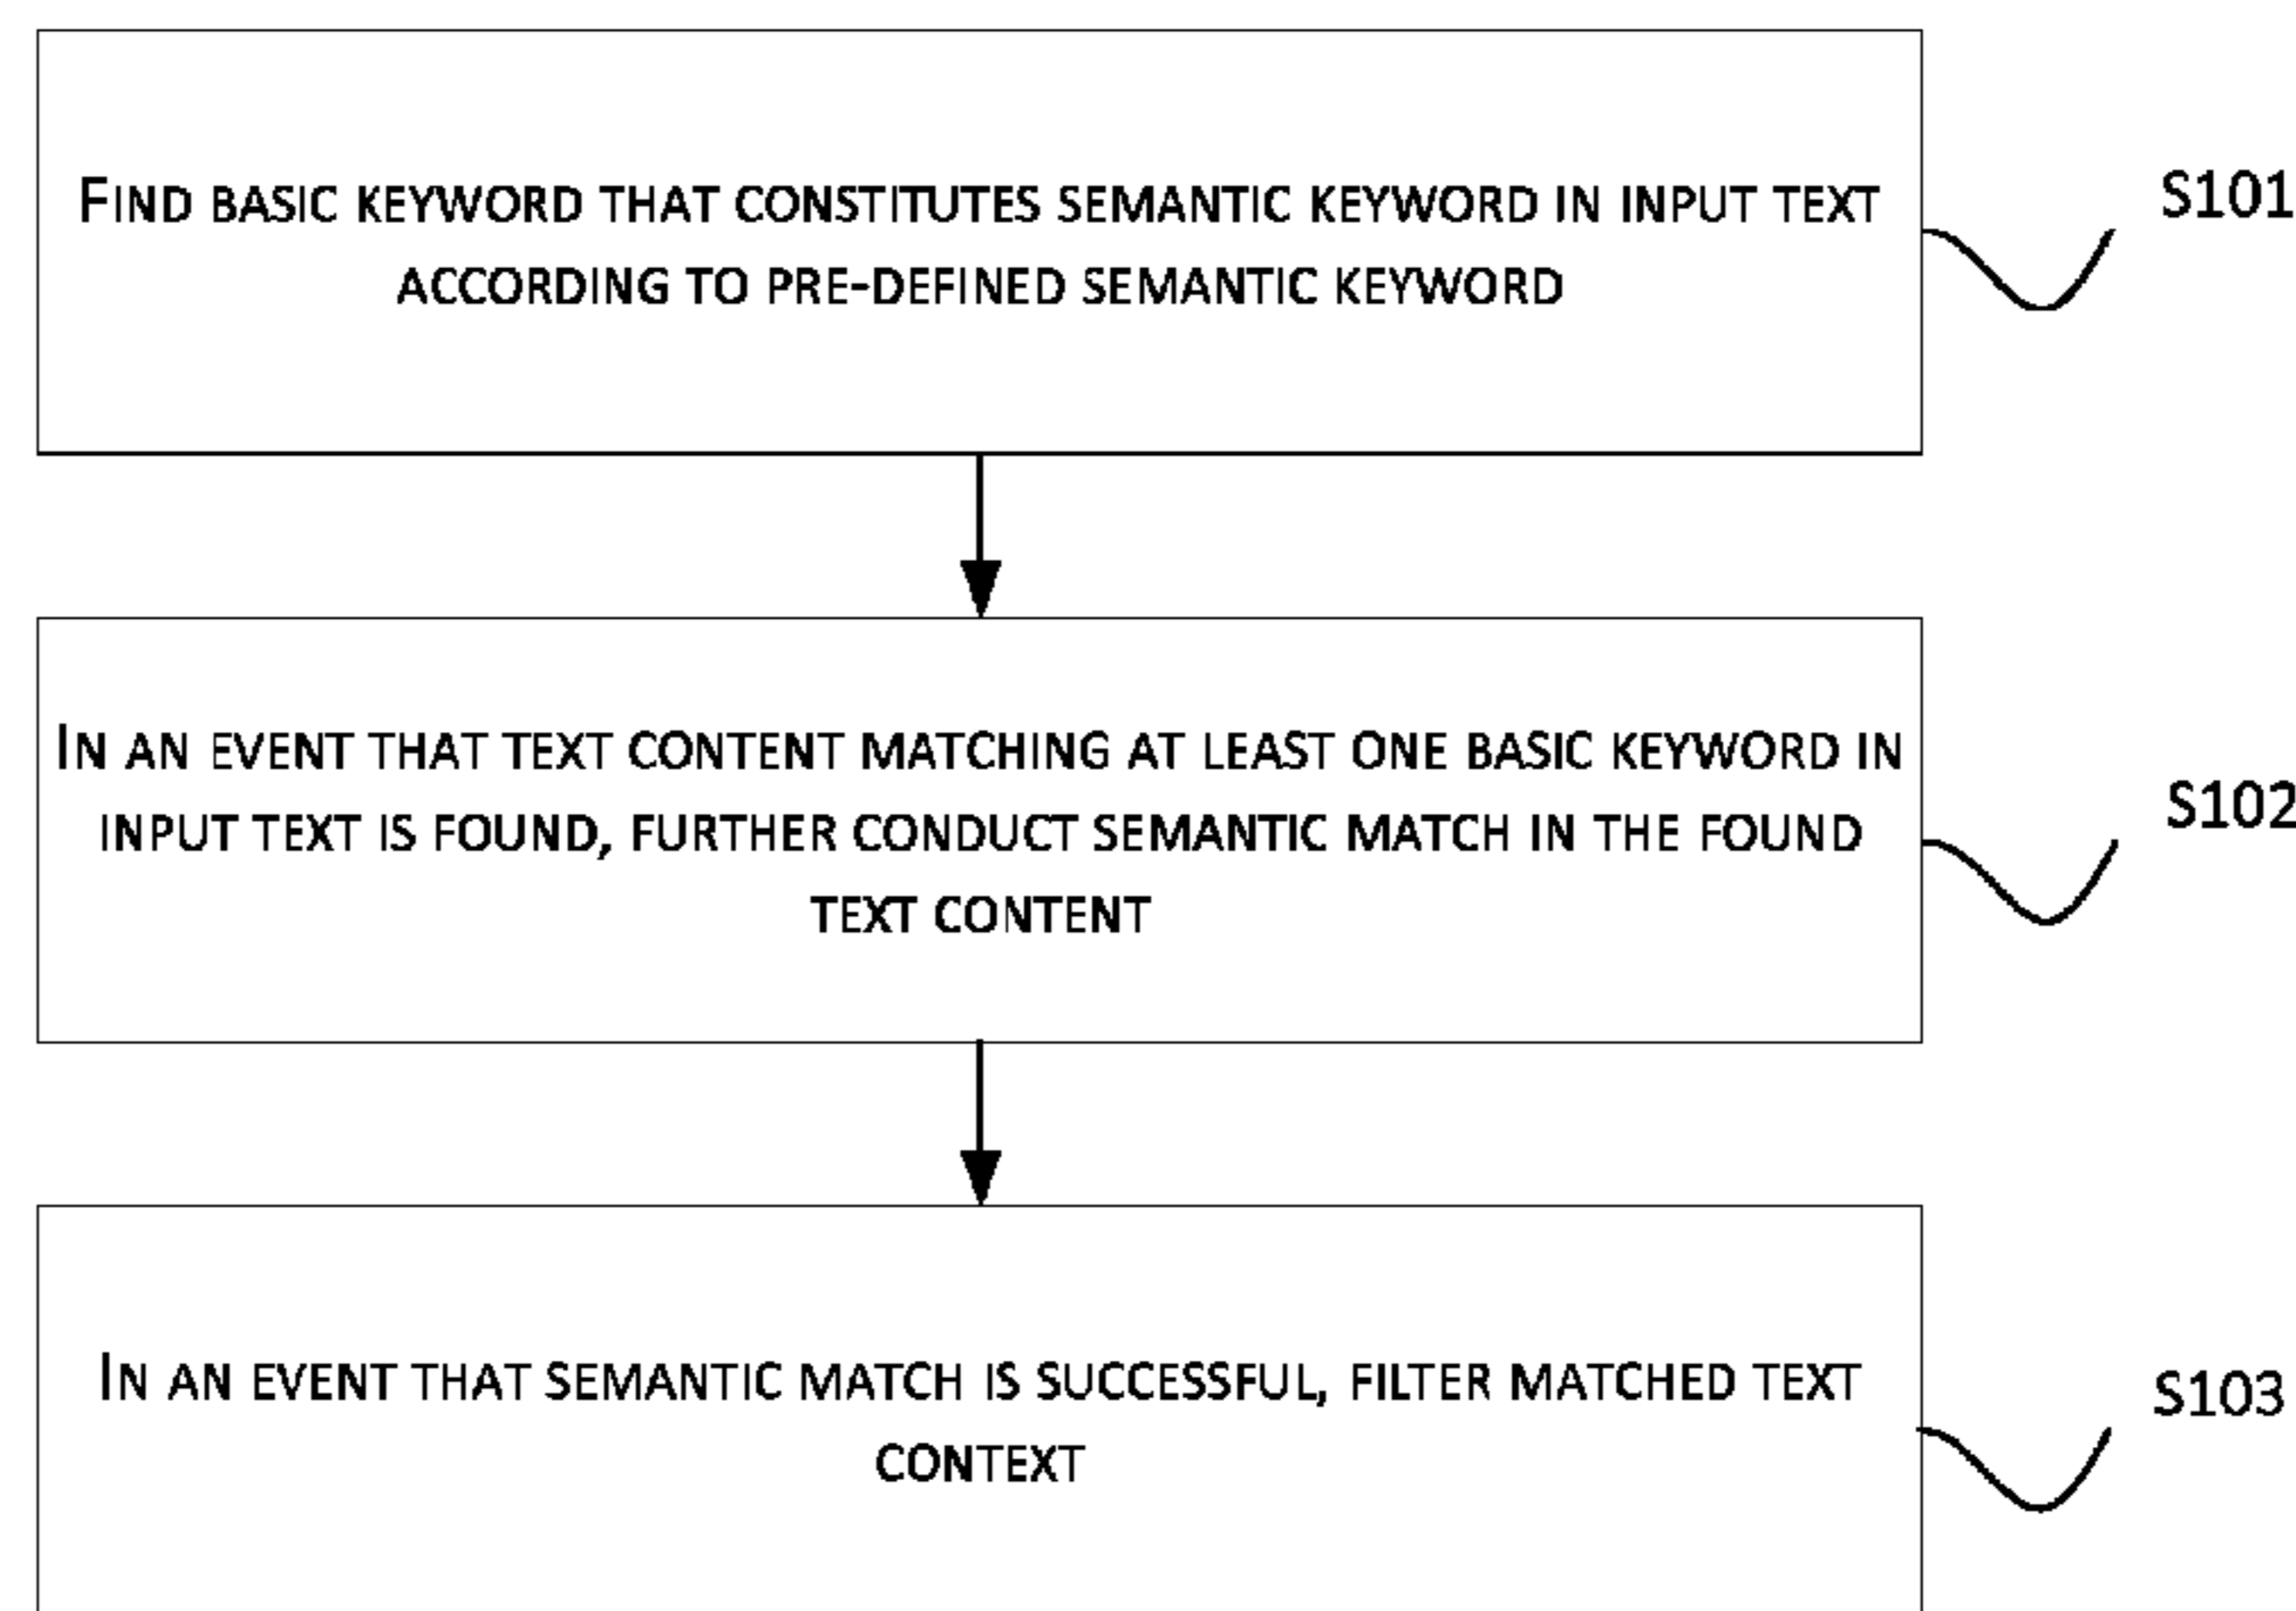 FIND BASIC KEYWORD THAT CONSTITUTES SEMANTIC KEYWORD IN INPUT TEXT
ACCORDING TO PRE-DEFINED SEMANTIC KEYWORD
S101
IN AN EVENT THAT TEXT CONTENT MATCHING AT LEAST ONE BASIC KEYWORD IN
INPUT TEXT IS FOUND, FURTHER CONDUCT SEMANTIC MATCH IN THE FOUND
TEXT CONTENT
S102
IN AN EVENT THAT SEMANTIC MATCH IS SUCCESSFUL, FILTER MATCHED TEXT
CONTEXT
S103